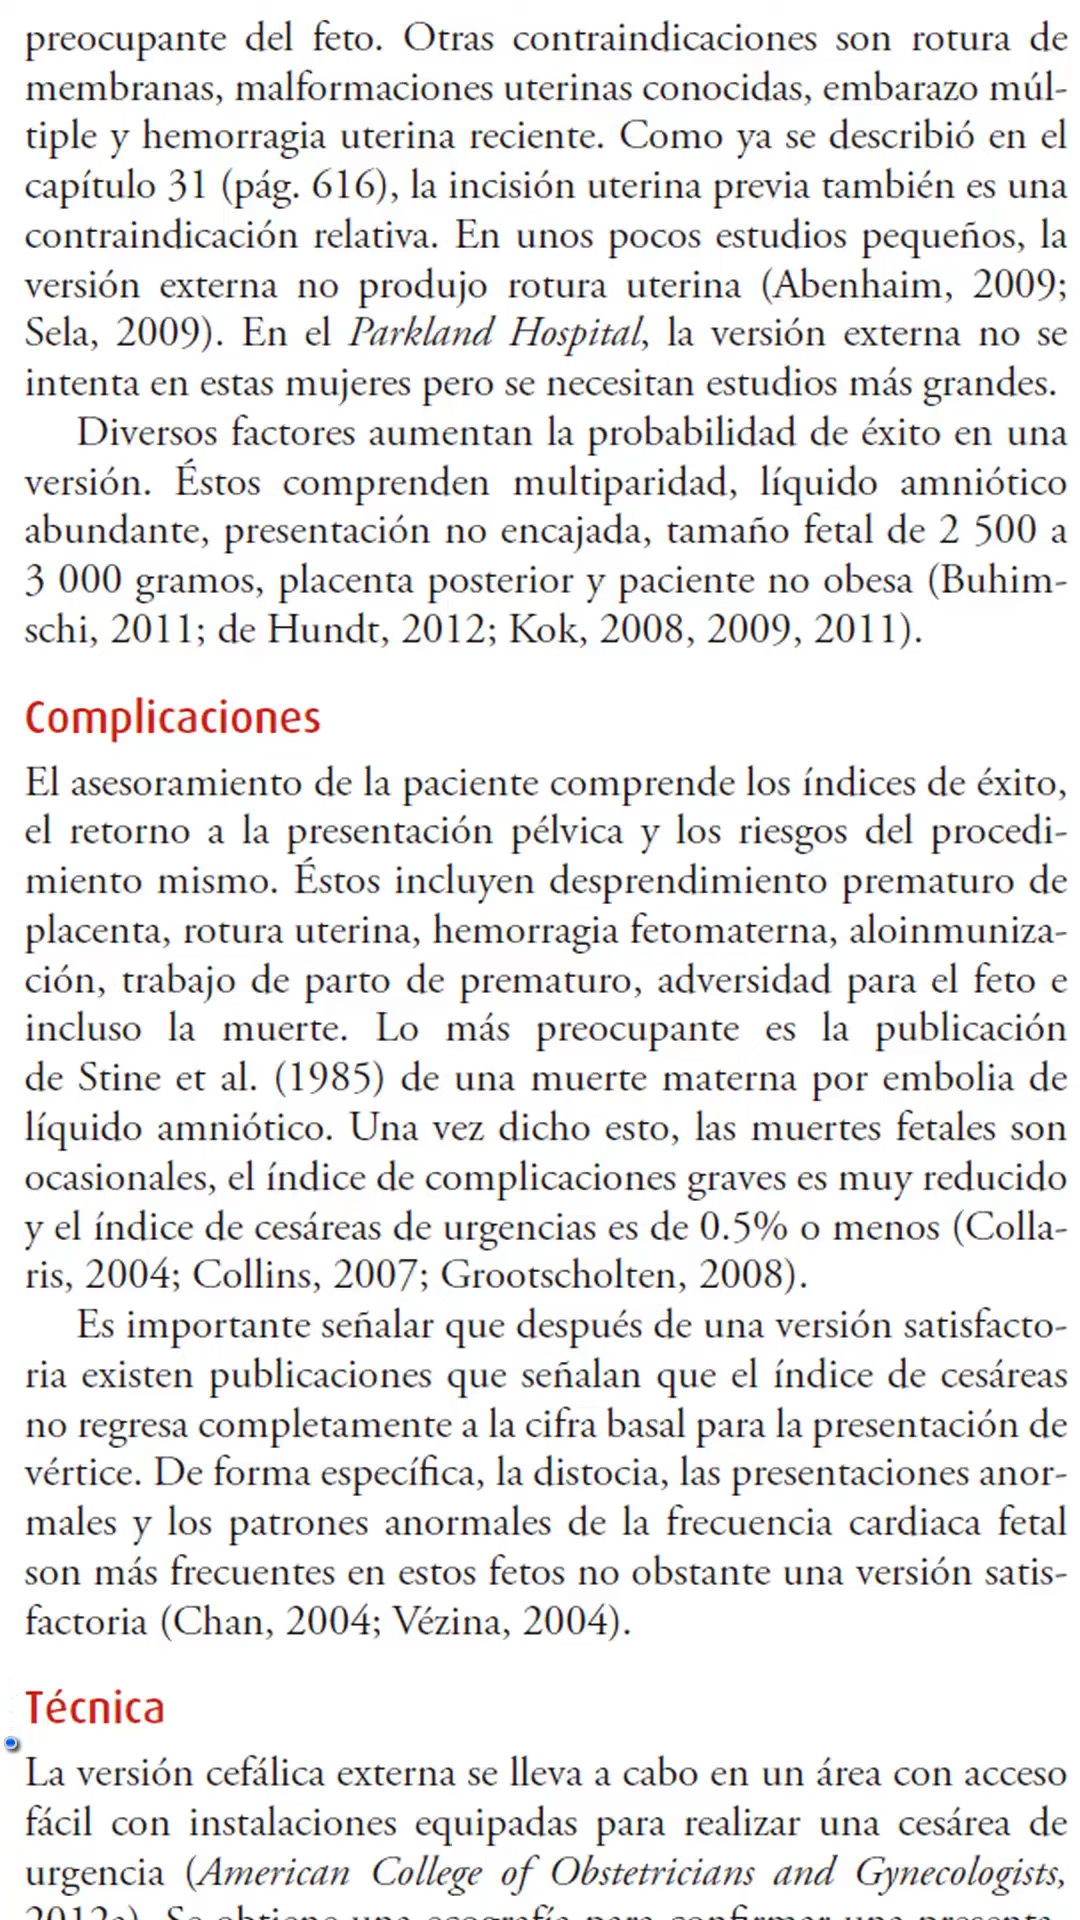 preocupante del feto. Otras contraindicaciones son rotura de
membranas, malformaciones uterinas conocidas, embarazo múl-
tiple y hemorragia uterina reciente. Como ya se describió en el
capítulo 31 (pág. 616), la incisión uterina previa también es una
contraindicación relativa. En unos pocos estudios pequeños, la
versión externa no produjo rotura uterina (Abenhaim, 2009;
Sela, 2009). En el Parkland Hospital, la versión externa no se
intenta en estas mujeres pero se necesitan estudios más grandes.
Diversos factores aumentan la probabilidad de éxito en una
versión. Éstos comprenden multiparidad, líquido amniótico
abundante, presentación no encajada, tamaño fetal de 2 500 a
3 000 gramos, placenta posterior y paciente no obesa (Buhim-
schi, 2011; de Hundt, 2012; Kok, 2008, 2009, 2011).
Complicaciones
El asesoramiento de la paciente comprende los índices de éxito,
el retorno a la presentación pélvica y los riesgos del procedi-
miento mismo. Éstos incluyen desprendimiento prematuro de
placenta, rotura uterina, hemorragia fetomaterna, aloinmuniza-
ción, trabajo de parto de prematuro, adversidad para el feto e
incluso la muerte. Lo más preocupante es la publicación
de Stine et al. (1985) de una muerte materna por embolia de
líquido amniótico. Una vez dicho esto, las muertes fetales son
ocasionales, el índice de complicaciones graves es muy reducido
y el índice de cesáreas de urgencias es de 0.5% o menos (Colla-
ris, 2004; Collins, 2007; Grootscholten, 2008).
Es importante señalar que después de una versión satisfacto-
ria existen publicaciones que señalan que el índice de cesáreas
no regresa completamente a la cifra basal para la presentación de
vértice. De forma específica, la distocia, las presentaciones anor-
males y los patrones anormales de la frecuencia cardiaca fetal
son más frecuentes en estos fetos no obstante una versión satis-
factoria (Chan, 2004; Vézina, 2004).
Técnica
La versión cefálica externa se lleva a cabo en un área con acceso
fácil con instalaciones equipadas para realizar una cesárea de
urgencia (American College of Obstetricians and Gynecologists,
2012a). Se obtiene una ecografía para confirmar una presenta-